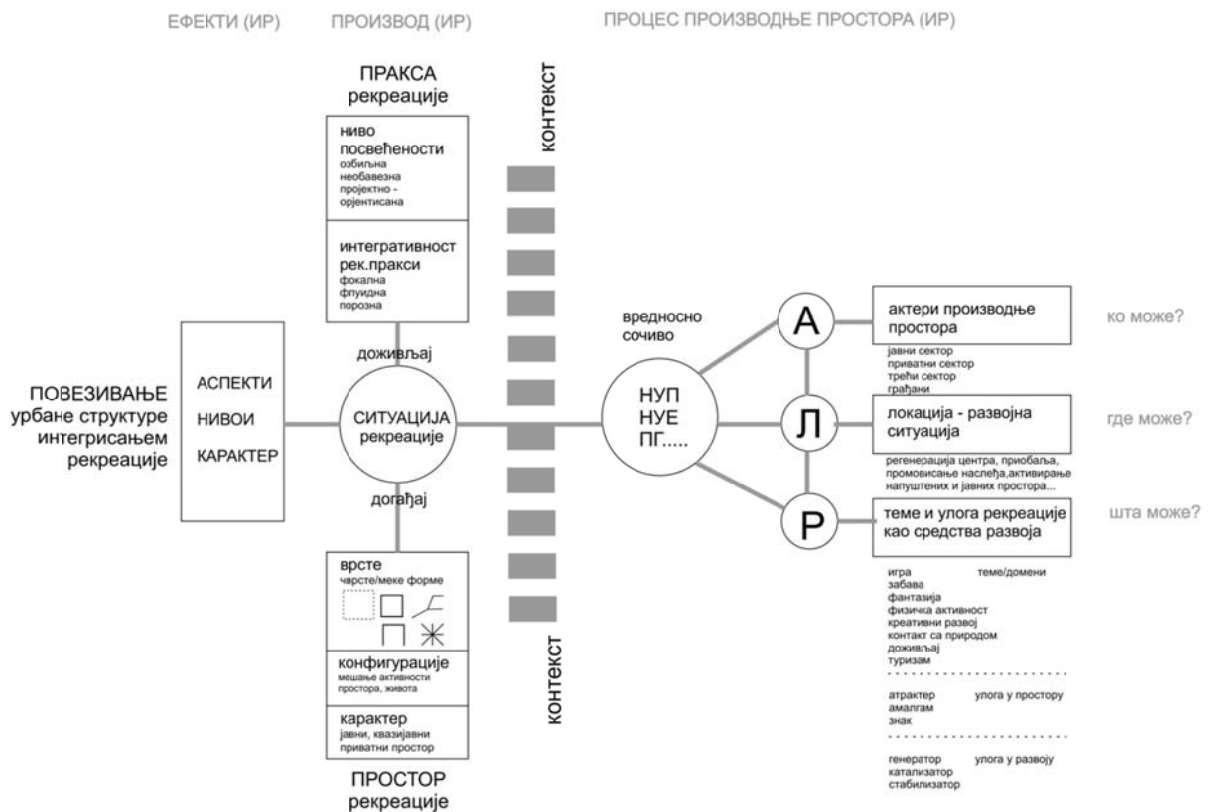 ЕФЕКТИ (ИР)
ПРОИЗВОД (ИР)
ПРОЦЕС ПРОИЗВОДЊЕ ПРОСТОРА (ИР)
ПОВЕЗИВАЊЕ
урбане структуре
интегрисањем
рекреације
АСПЕКТИ
НИВОИ
КАРАКТЕР
ПРАКСА
рекреације
ниво
посвећености
озбиљна
необавезна
пројектно -
орјентисана
интегративност
рек.пракси
фокална
флуидна
порозна
доживљај
СИТУАЦИЈА
рекреације
догађај
врсте
чврсте/меке форме
конфигурације
мешање активности
простора, живота
карактер
јавни, квазијавни
приватни простор
ПРОСТОР
рекреације
контекст
контекст
вредносно
сочиво
НУП
НУЕ
ПГ.....
А
Л
Р
актери производње
простора
јавни сектор
приватни сектор
трећи сектор
грађани
ко може?
локација - развојна
ситуација
регенерација центра, приобаља,
промовисање наслеђа,активирање
напуштених и јавних простора...
где може?
теме и улога рекреације
као средства развоја
шта може?
игра теме/домени
забава
фантазија
физичка активност
креативни развој
контакт са природом
доживљај
туризам
атрактер улога у простору
амалгам
знак
генератор улога у развоју
катализатор
стабилизатор